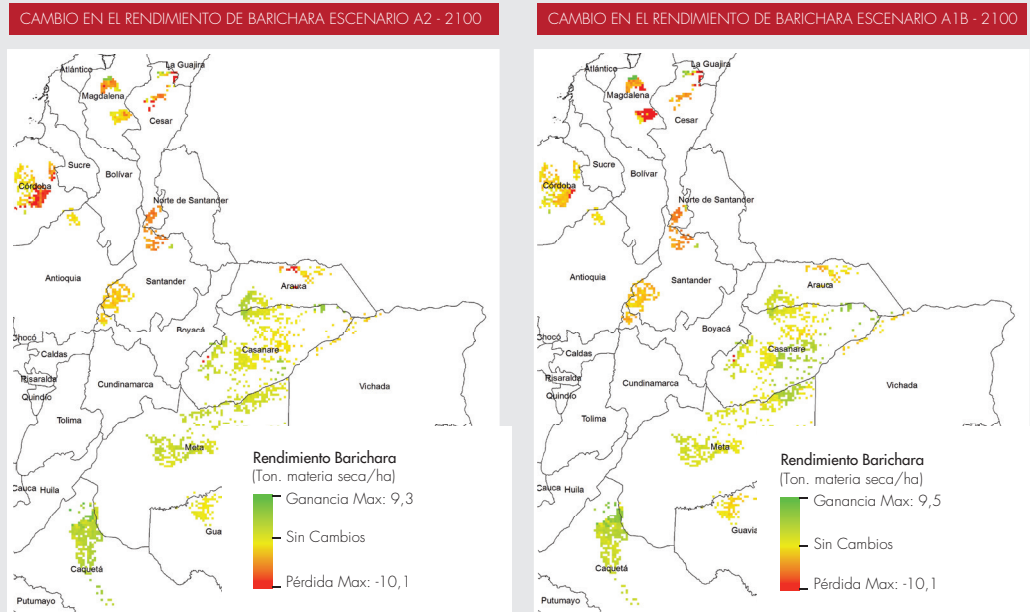 CAMBIO EN EL RENDIMIENTO DE BARICHARA ESCENARIO A2 - 2100
Atlántico
La Guajira
Magdalena
Cesar
Sucre
Córdoba
Bolívar
Norte de Santander
Antioquia
Santander
Arauca
Boyacá
Chocó
Caldas
Casanare
Risaralda
Cundinamarca
Vichada
Quindío
Tolima
Meta
Cauca
Huila
Gua
Caquetá
Putumayo
Rendimiento Barichara
(Ton. materia seca/ha)
Ganancia Max: 9,3
Sin Cambios
Pérdida Max: -10,1
CAMBIO EN EL RENDIMIENTO DE BARICHARA ESCENARIO A1B - 2100
Atlántico
La Guajira
Magdalena
Cesar
Sucre
Córdoba
Bolívar
Norte de Santander
Antioquia
Santander
Arauca
Boyacá
Chocó
Caldas
Casanare
Risaralda
Cundinamarca
Vichada
Quindío
Tolima
Meta
Cauca
Huila
Guavia
Caquetá
Putumayo
Rendimiento Barichara
(Ton. materia seca/ha)
Ganancia Max: 9,5
Sin Cambios
Pérdida Max: -10,1